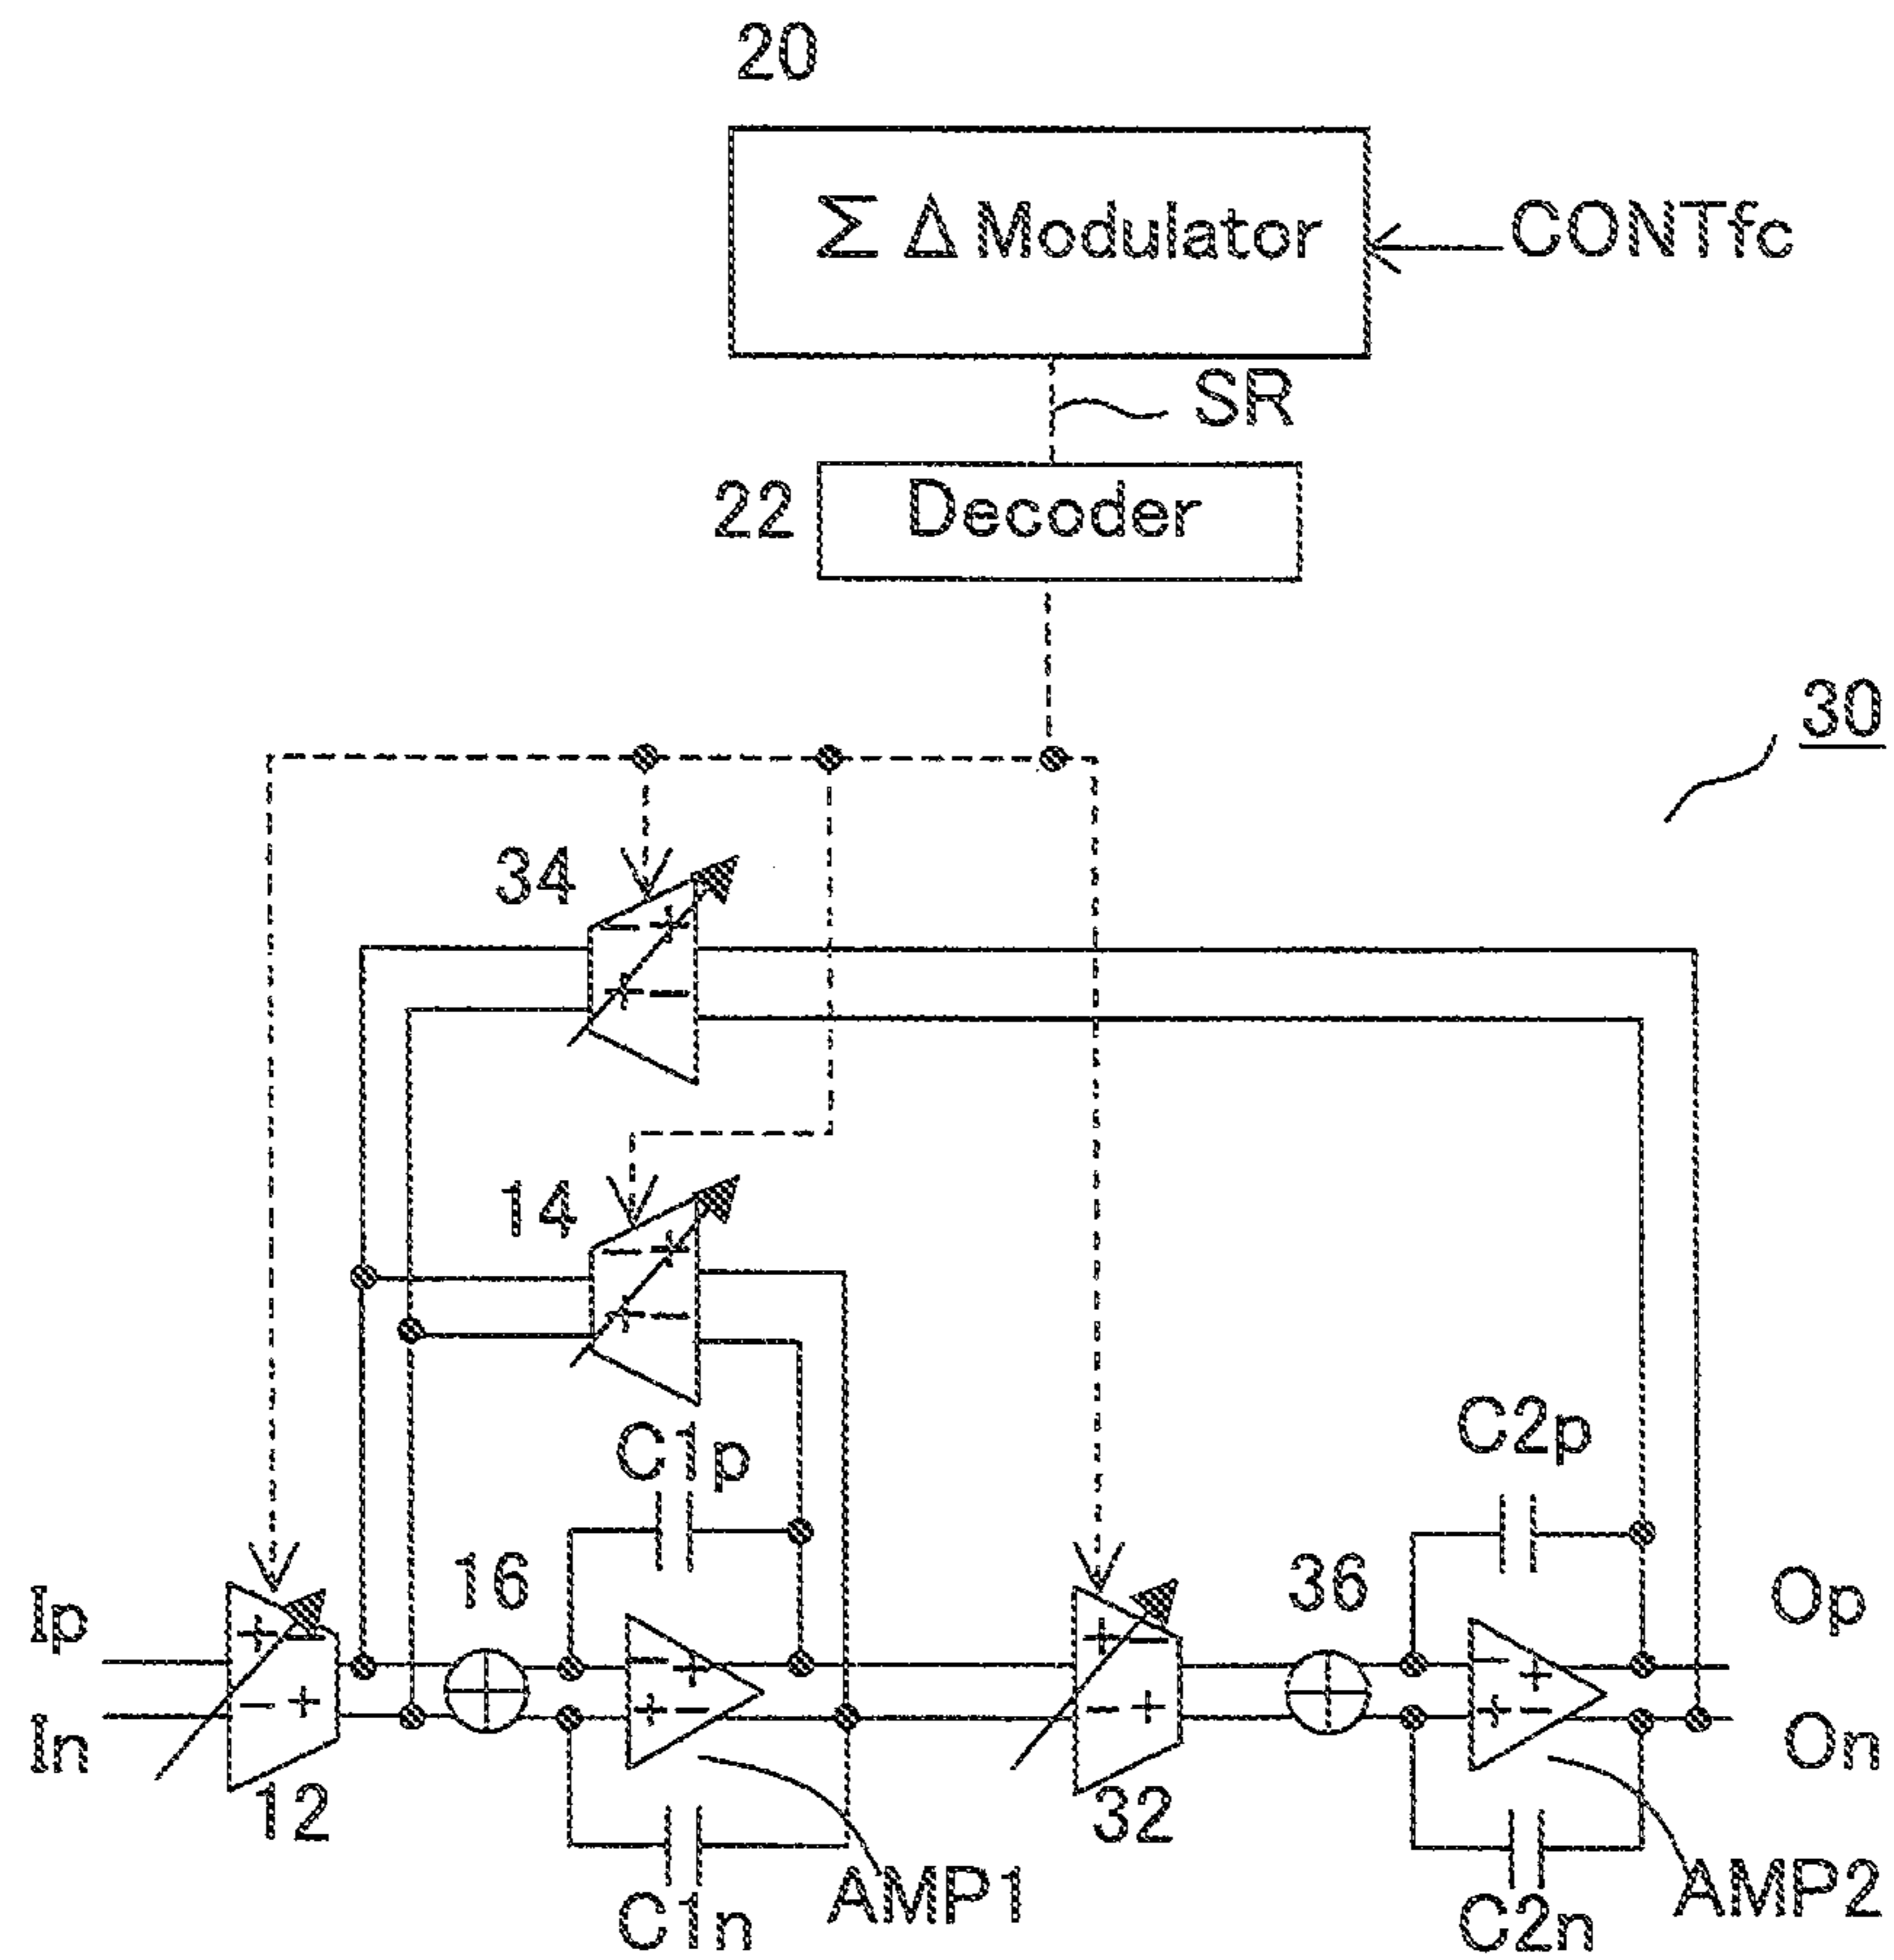 20
ΣΔ Modulator
CONTfc
SR
22
Decoder
30
34
- +
+ -
14
- +
+ -
C1p
C2p
16
36
Ip
+ -
- +
+ -
- +
Op
In
- +
+ -
- +
+ -
On
12
32
AMP1
AMP2
C1n
C2n